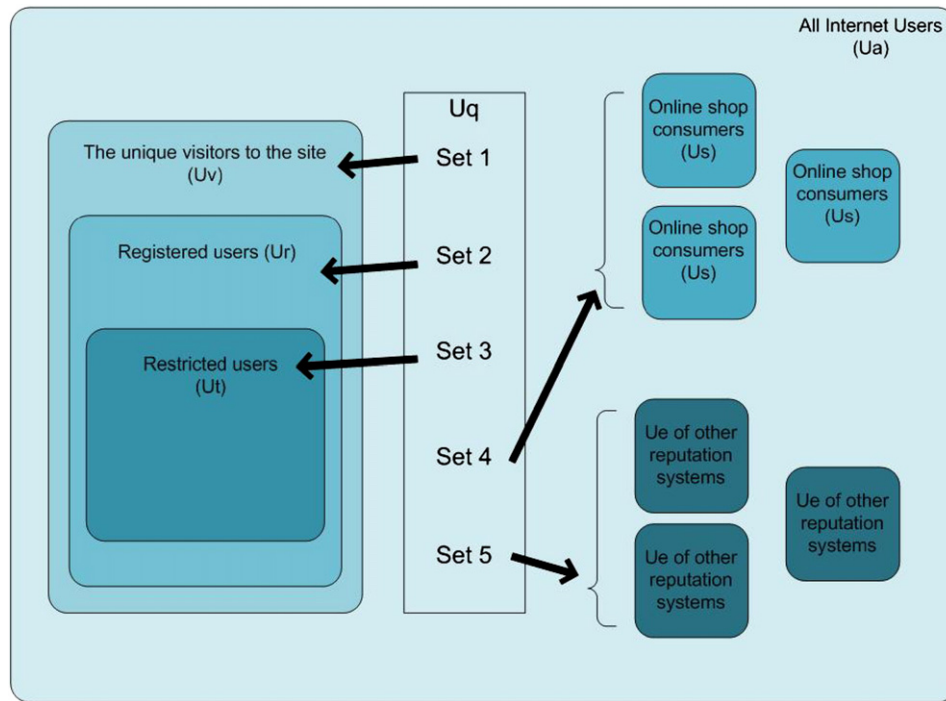 All Internet Users
(Ua)
The unique visitors to the site
(Uv)
Registered users (Ur)
Restricted users
(Ut)
Uq
Set 1
Set 2
Set 3
Set 4
Set 5
Online shop
consumers
(Us)
Online shop
consumers
(Us)
Online shop
consumers
(Us)
Ue of other
reputation
systems
Ue of other
reputation
systems
Ue of other
reputation
systems